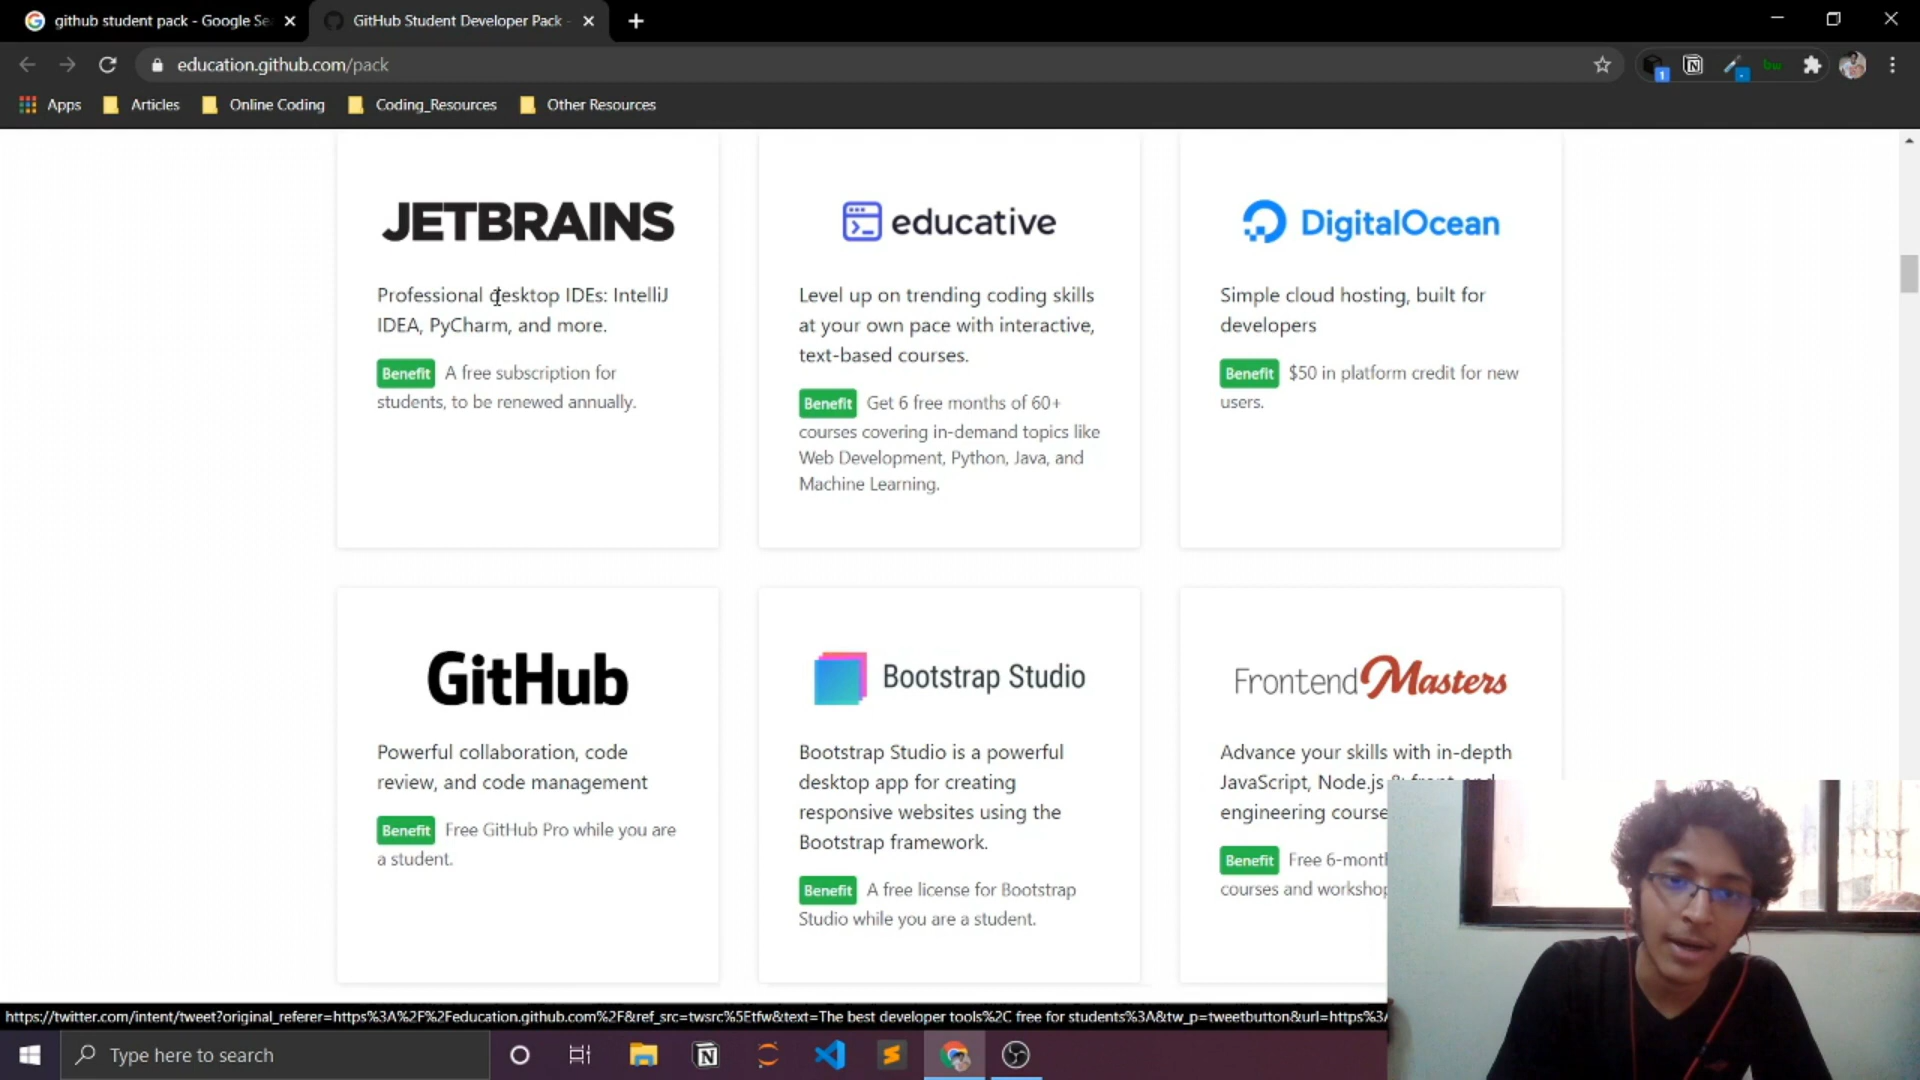 github student pack - Google Se
GitHub Student Developer Pack -
education.github.com/pack
1
bw
Apps
Articles
Online Coding
Coding_Resources
Other Resources
JETBRAINS
Professional desktop IDEs: IntelliJ
IDEA, PyCharm, and more.
Benefit A free subscription for
students, to be renewed annually.
educative
Level up on trending coding skills
at your own pace with interactive,
text-based courses.
Benefit Get 6 free months of 60+
courses covering in-demand topics like
Web Development, Python, Java, and
Machine Learning.
DigitalOcean
Simple cloud hosting, built for
developers
Benefit $50 in platform credit for new
users.
GitHub
Powerful collaboration, code
review, and code management
Benefit Free GitHub Pro while you are
a student.
Bootstrap Studio
Bootstrap Studio is a powerful
desktop app for creating
responsive websites using the
Bootstrap framework.
Benefit A free license for Bootstrap
Studio while you are a student.
Frontend Masters
Advance your skills with in-depth
JavaScript, Node.js & front-end
engineering course
Benefit Free 6-month
courses and workshop
https://twitter.com/intent/tweet?original_referer=https%3A%2F%2Feducation.github.com%2F&ref_src=twsrc%5Etfw&text=The best developer tools%2C free for students%3A&tw_p=tweetbutton&url=https%3A
Type here to search